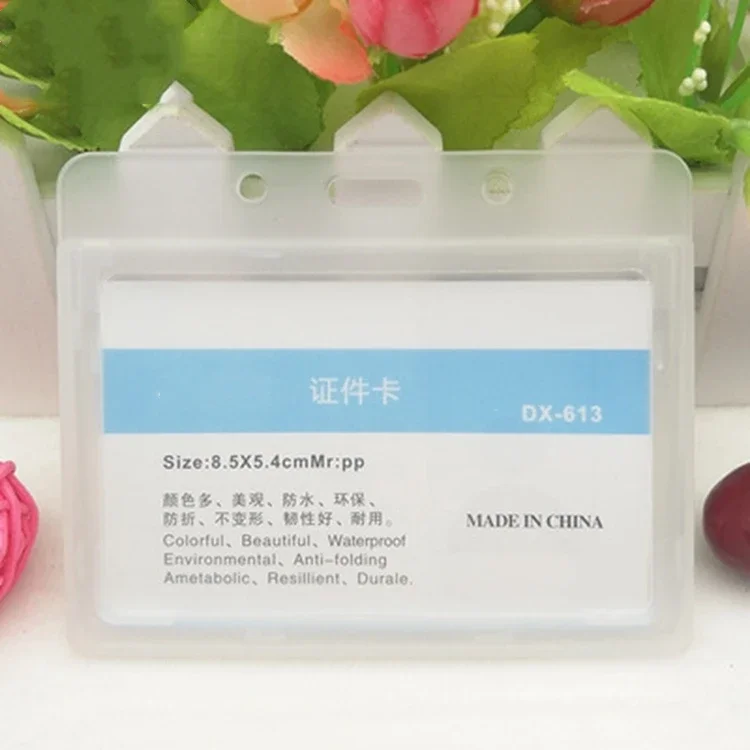 证件卡
DX-613
Size:8.5X5.4cmMr:pp
颜色多、美观、防水、环保、
防折、不变形、韧性好、耐用。
Colorful、Beautiful、Waterproof
Environmental、Anti-folding
Ametabolic、Resillient、Durale.
MADE IN CHINA